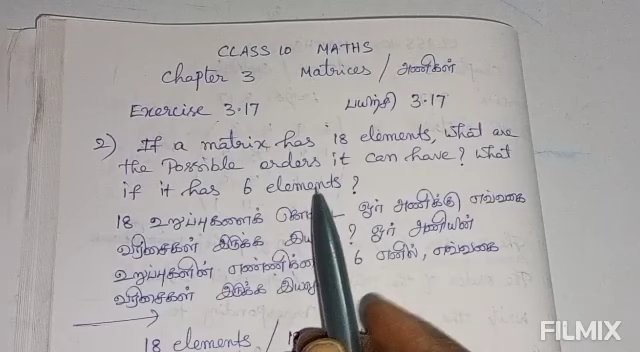 CLASS 10 MATHS
Chapter 3 Matrices / அணிகள்
Exercise 3.17 பயிற்சி 3.17
2) If a matrix has 18 elements, what are
the Possible orders it can have? What
if it has 6 elements?
18 உறுப்புகளைக் ஓர் அணிக்கு எவ்வகை
வரிசைகள் இருக்க ? ஓர் அணியின்
உறுப்புகளின் 6 எனில், எவ்வகை
வரிசைகள் இருக்க
18 elements /
FILMIX